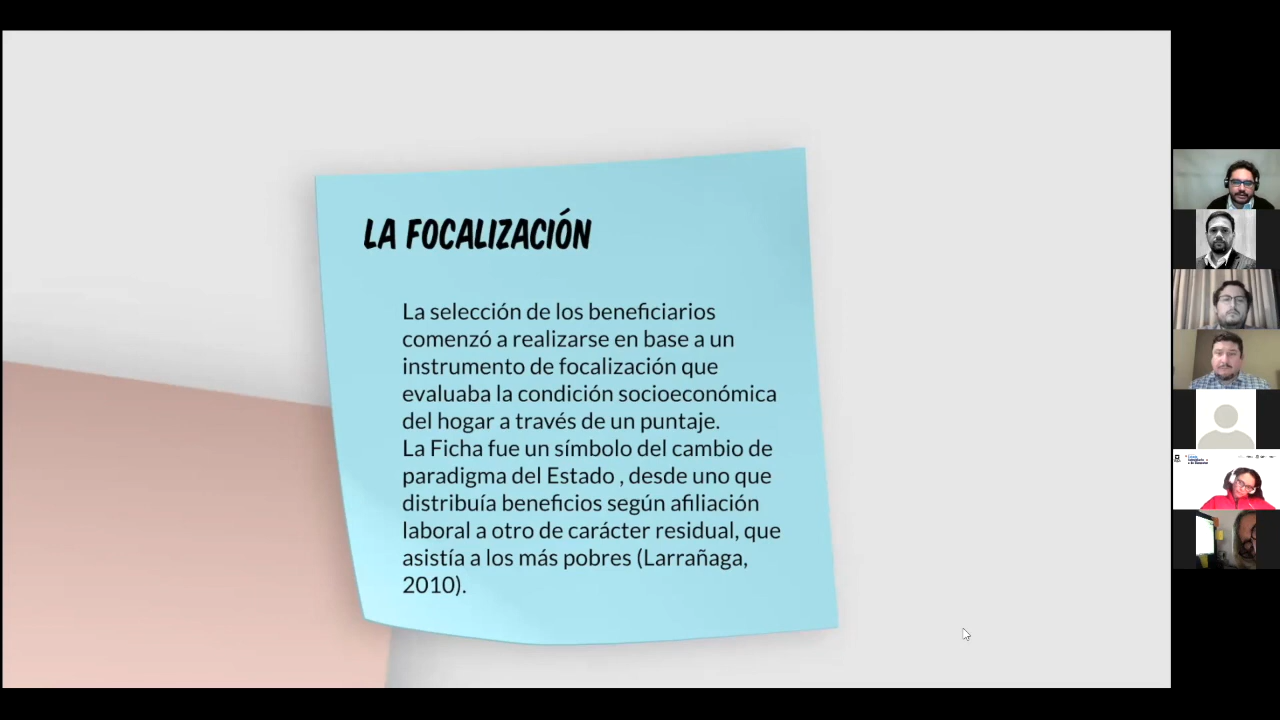 LA FOCALIZACIÓN
La selección de los beneficiarios
comenzó a realizarse en base a un
instrumento de focalización que
evaluaba la condición socioeconómica
del hogar a través de un puntaje.
La Ficha fue un símbolo del cambio de
paradigma del Estado , desde uno que
distribuía beneficios según afiliación
laboral a otro de carácter residual, que
asistía a los más pobres (Larrañaga,
2010).